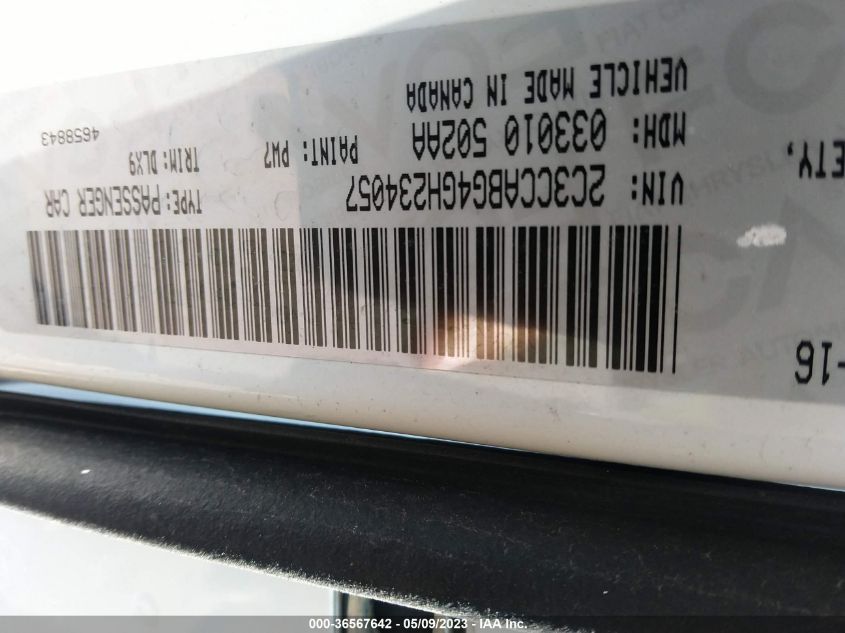 -16
ETY,
VIN: 2C3CCABG4GH234057 TYPE: PASSENGER CAR
MDH: 033010 502AA PAINT: PW7 TRIM: DLX9
VEHICLE MADE IN CANADA 4658843
000-36567642 - 05/09/2023 - IAA Inc.